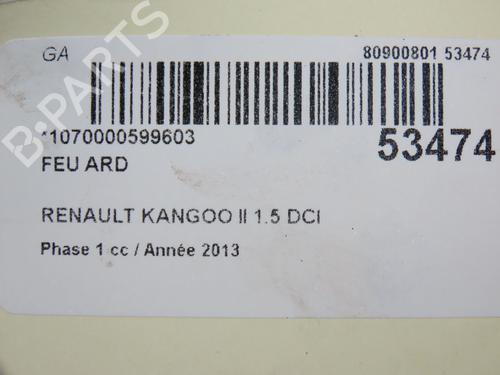 GA
80900801 53474
*1070000599603
53474
FEU ARD
RENAULT KANGOO II 1.5 DCI
Phase 1 cc / Année 2013
B-PARTS